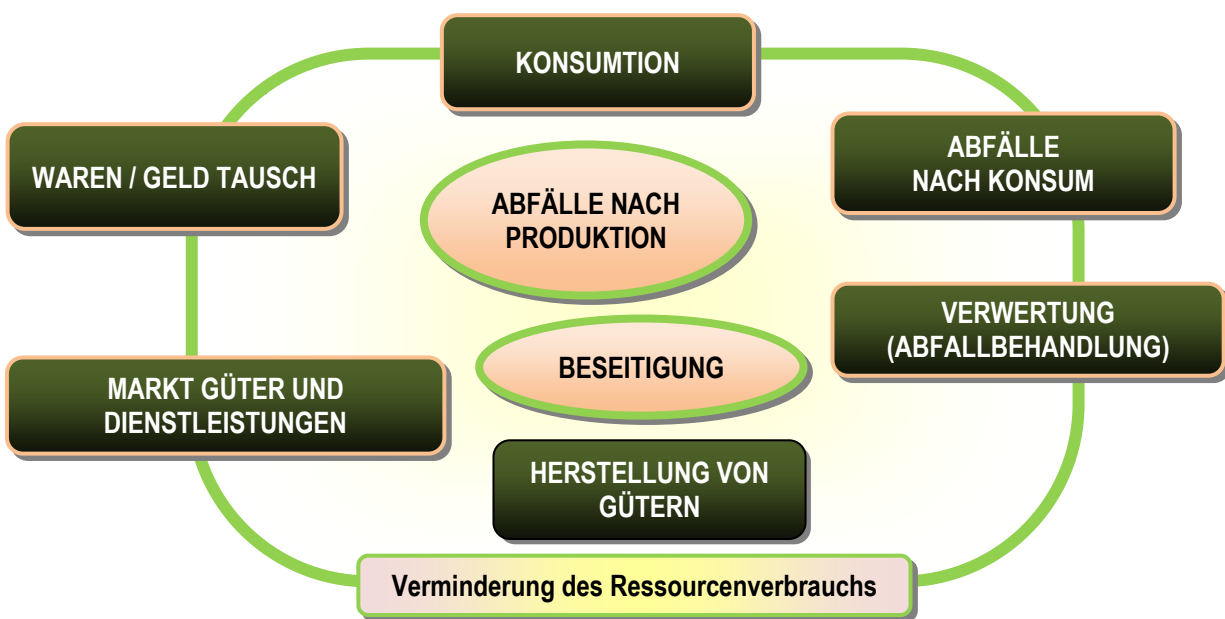 KONSUMTION
WAREN / GELD TAUSCH
ABFÄLLE
NACH KONSUM
ABFÄLLE NACH
PRODUKTION
VERWERTUNG
(ABFALLBEHANDLUNG)
BESEITIGUNG
MARKT GÜTER UND
DIENSTLEISTUNGEN
HERSTELLUNG VON
GÜTERN
Verminderung des Ressourcenverbrauchs